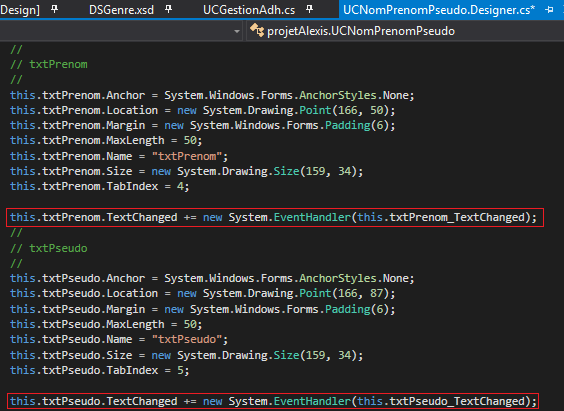 Design] DSGenre.xsd UCGestionAdh.cs UCNomPrenomPseudo.Designer.cs*
projetAlexis.UCNomPrenomPseudo
//
// txtPrenom
//
this.txtPrenom.Anchor = System.Windows.Forms.AnchorStyles.None;
this.txtPrenom.Location = new System.Drawing.Point(166, 50);
this.txtPrenom.Margin = new System.Windows.Forms.Padding(6);
this.txtPrenom.MaxLength = 50;
this.txtPrenom.Name = "txtPrenom";
this.txtPrenom.Size = new System.Drawing.Size(159, 34);
this.txtPrenom.TabIndex = 4;
this.txtPrenom.TextChanged += new System.EventHandler(this.txtPrenom_TextChanged);
//
// txtPseudo
//
this.txtPseudo.Anchor = System.Windows.Forms.AnchorStyles.None;
this.txtPseudo.Location = new System.Drawing.Point(166, 87);
this.txtPseudo.Margin = new System.Windows.Forms.Padding(6);
this.txtPseudo.MaxLength = 50;
this.txtPseudo.Name = "txtPseudo";
this.txtPseudo.Size = new System.Drawing.Size(159, 34);
this.txtPseudo.TabIndex = 5;
this.txtPseudo.TextChanged += new System.EventHandler(this.txtPseudo_TextChanged);